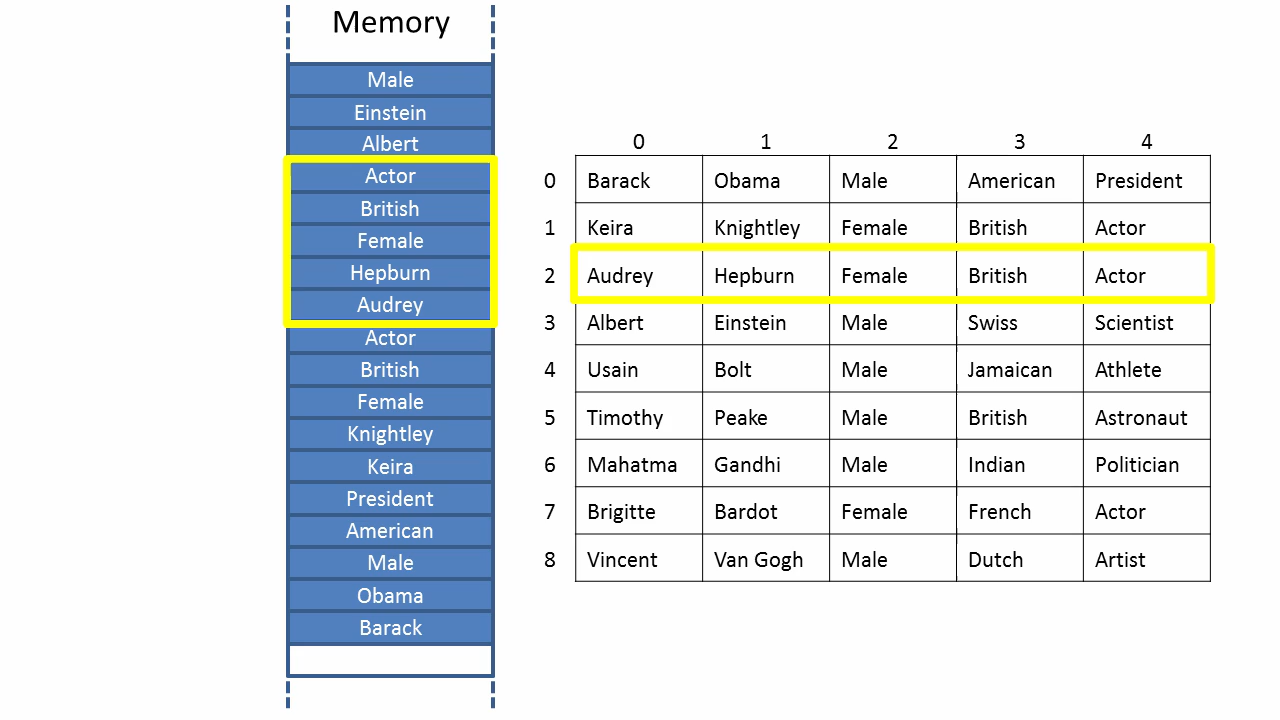 Memory
Male
Einstein
Albert
Actor
British
Female
Hepburn
Audrey
Actor
British
Female
Knightley
Keira
President
American
Male
Obama
Barack
0 1 2 3 4
0 Barack Obama Male American President
1 Keira Knightley Female British Actor
2 Audrey Hepburn Female British Actor
3 Albert Einstein Male Swiss Scientist
4 Usain Bolt Male Jamaican Athlete
5 Timothy Peake Male British Astronaut
6 Mahatma Gandhi Male Indian Politician
7 Brigitte Bardot Female French Actor
8 Vincent Van Gogh Male Dutch Artist